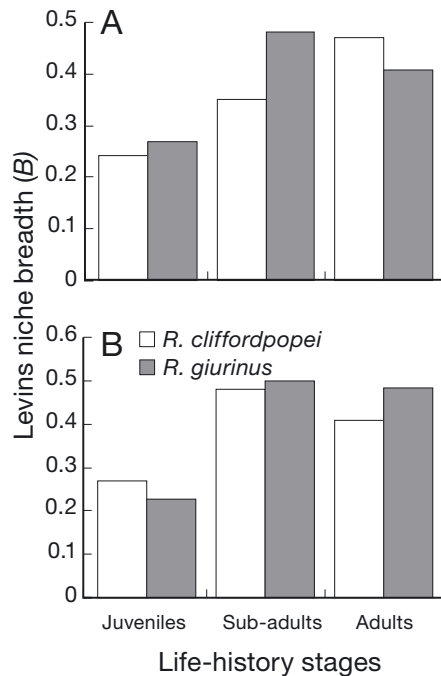 A
0.5
0.4
0.3
0.2
0.1
0
B
R. cliffordpopei
R. giurinus
0.6
0.5
0.4
0.3
0.2
0.1
0
Levins niche breadth (B)
Juveniles Sub-adults Adults
Life-history stages